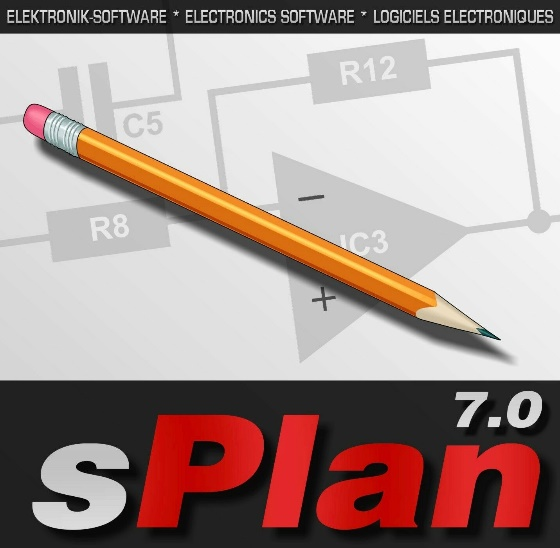 ELEKTRONIK-SOFTWARE * ELECTRONICS SOFTWARE * LOGICIELS ELECTRONIQUES
R12
C5
R8
−
IC3
+
7.0
sPlan